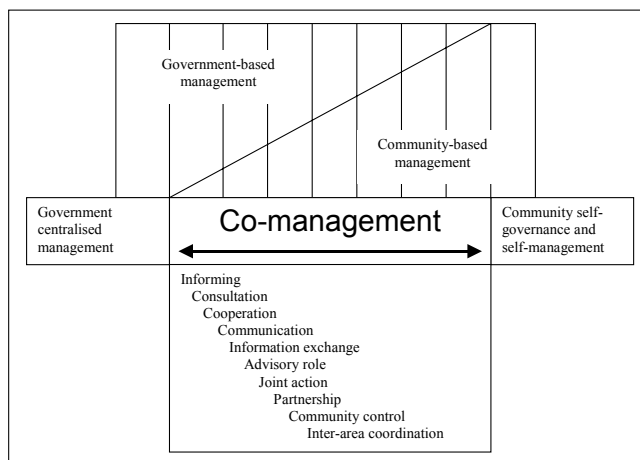 Government-based
management
Community-based
management
Government
centralised
management
Co-management
Community self-
governance and
self-management
Informing
Consultation
Cooperation
Communication
Information exchange
Advisory role
Joint action
Partnership
Community control
Inter-area coordination